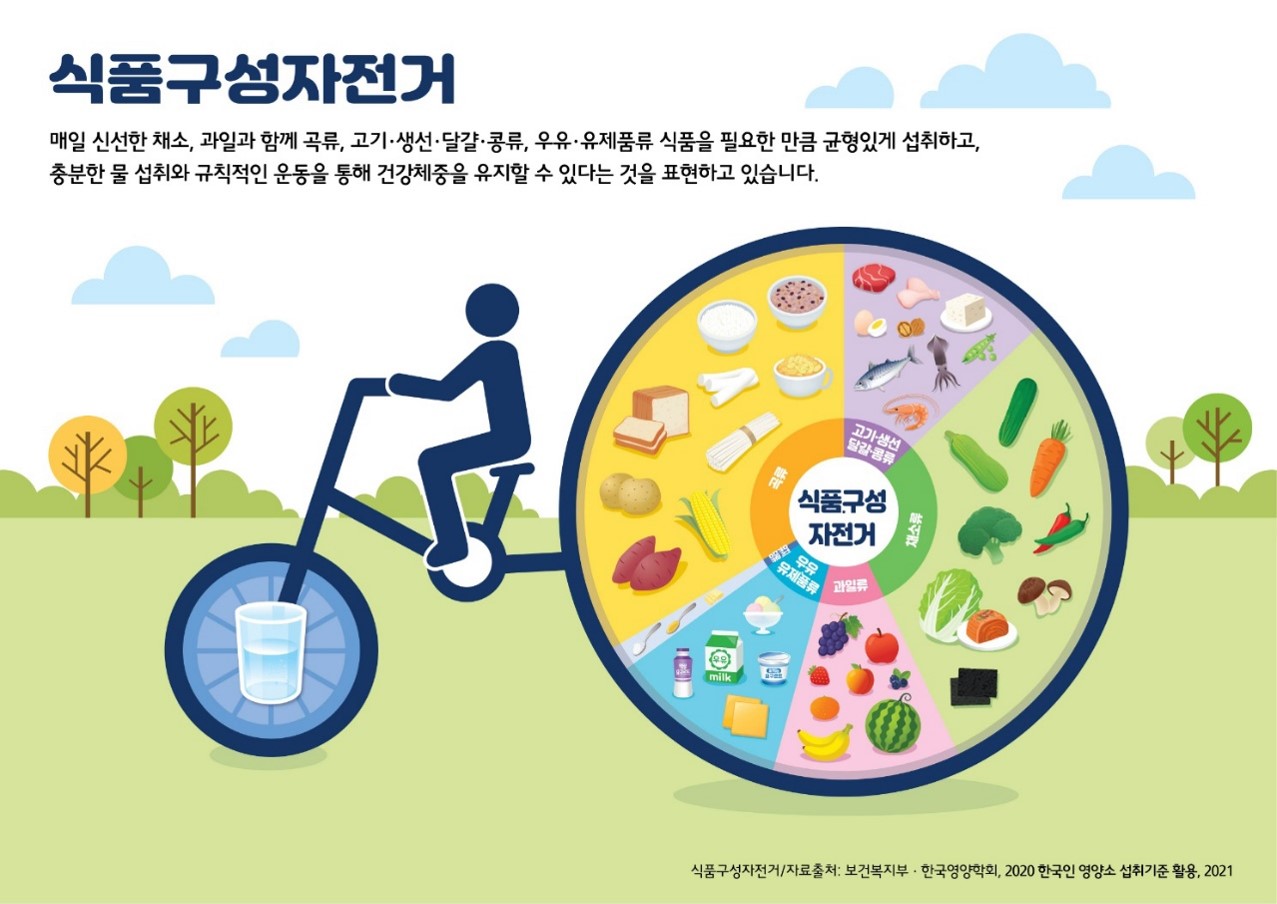 식품구성자전거
매일 신선한 채소, 과일과 함께 곡류, 고기·생선·달걀·콩류, 우유·유제품류 식품을 필요한 만큼 균형있게 섭취하고,
충분한 물 섭취와 규칙적인 운동을 통해 건강체중을 유지할 수 있다는 것을 표현하고 있습니다.
고기·생선
달걀·콩류
곡류
식품구성
자전거
채소류
우유
유제품류
과일류
우유
milk
식품구성자전거/자료출처: 보건복지부 · 한국영양학회, 2020 한국인 영양소 섭취기준 활용, 2021